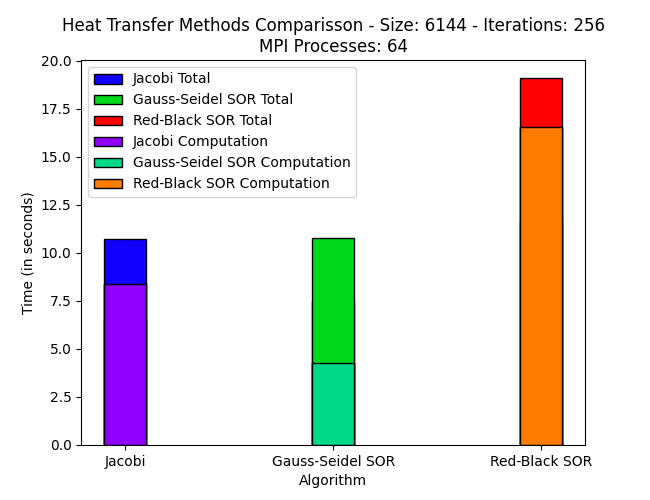 Heat Transfer Methods Comparisson - Size: 6144 - Iterations: 256
MPI Processes: 64
20.0
17.5
15.0
12.5
10.0
7.5
5.0
2.5
0.0
Time (in seconds)
Jacobi Total
Gauss-Seidel SOR Total
Red-Black SOR Total
Jacobi Computation
Gauss-Seidel SOR Computation
Red-Black SOR Computation
Jacobi
Gauss-Seidel SOR
Red-Black SOR
Algorithm